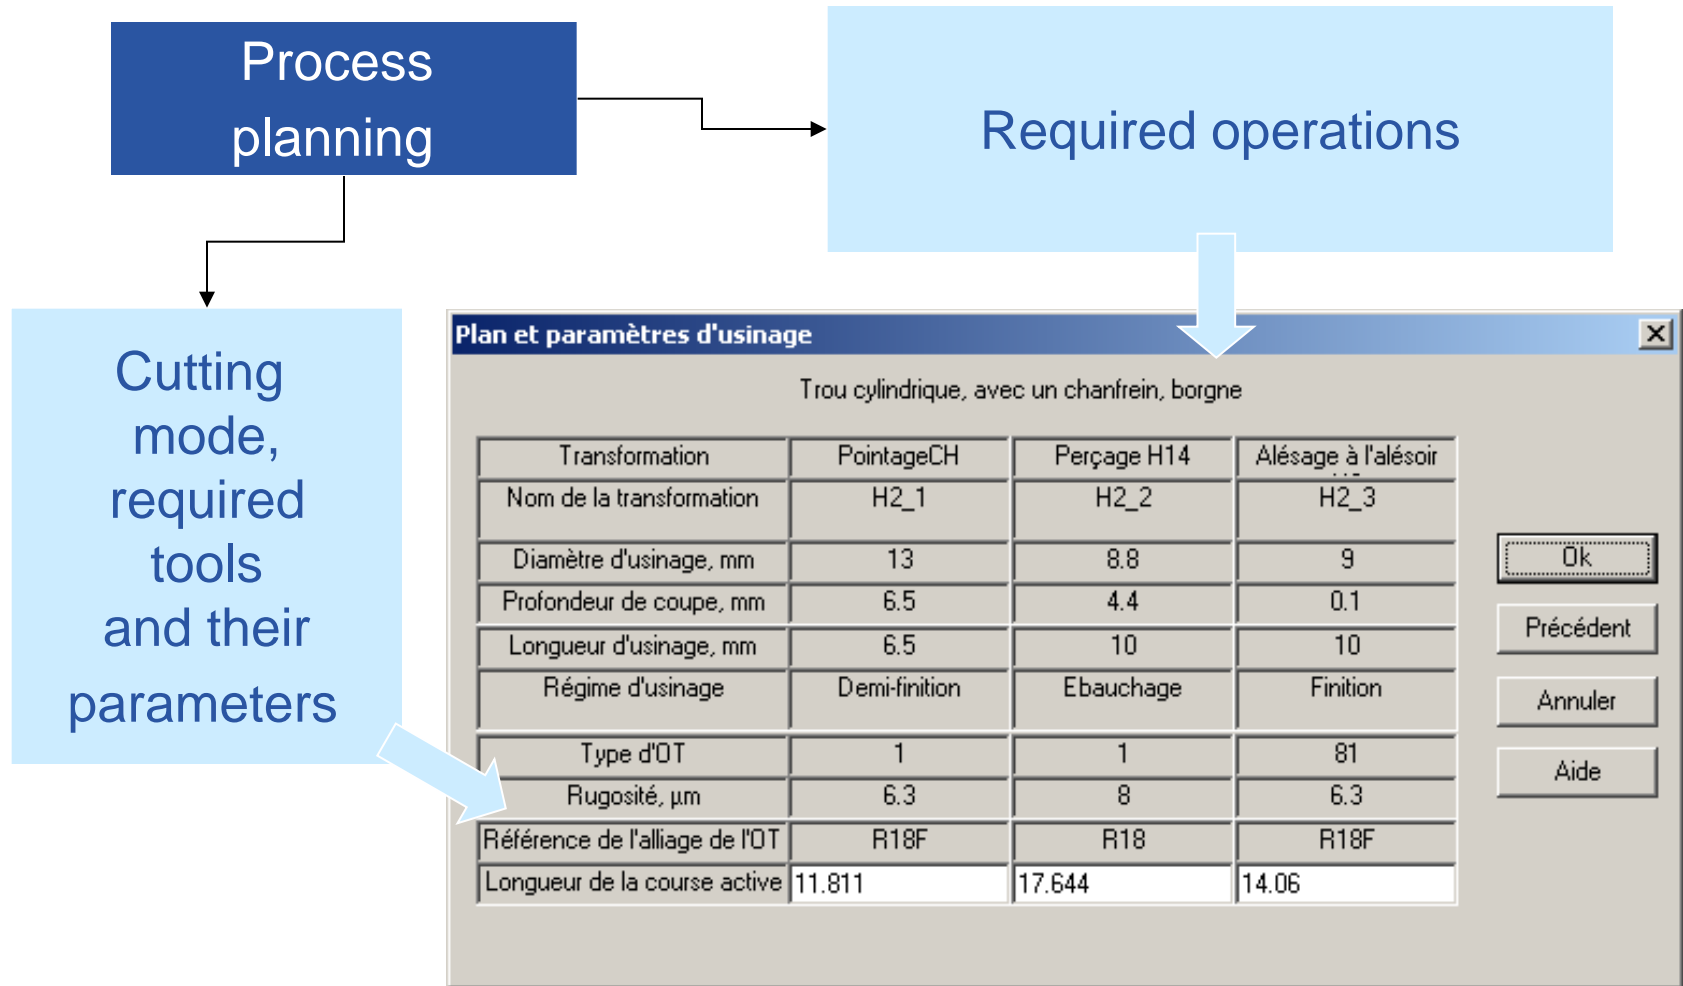 Process
planning
Required operations
Cutting
mode,
required
tools
and their
parameters
Plan et paramètres d'usinage
Trou cylindrique, avec un chanfrein, borgne
Transformation PointageCH Perçage H14 Alésage à l'alésoir
Nom de la transformation H2_1 H2_2 H2_3
Diamètre d'usinage, mm 13 8.8 9
Profondeur de coupe, mm 6.5 4.4 0.1
Longueur d'usinage, mm 6.5 10 10
Régime d'usinage Demi-finition Ebauchage Finition
Type d'OT 1 1 81
Rugosité, µm 6.3 8 6.3
Référence de l'alliage de l'OT R18F R18 R18F
Longueur de la course active 11.811 17.644 14.06
Ok
Précédent
Annuler
Aide